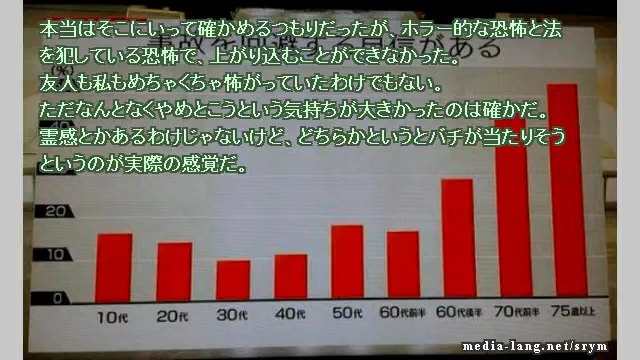 本当はそこにいって確かめるつもりだったが、ホラー的な恐怖と法
を犯している恐怖で、上がり込むことができなかった。
友人も私もめちゃくちゃ怖がっていたわけでもない。
ただなんとなくやめとこうという気持ちが大きかったのは確かだ。
霊感とかあるわけじゃないけど、どちらかというとバチが当たりそう
というのが実際の感覚だ。
(%)
20
10
0
10代 20代 30代 40代 50代 60代前半 60代後半 70代前半 75歳以上
media-lang.net/srym